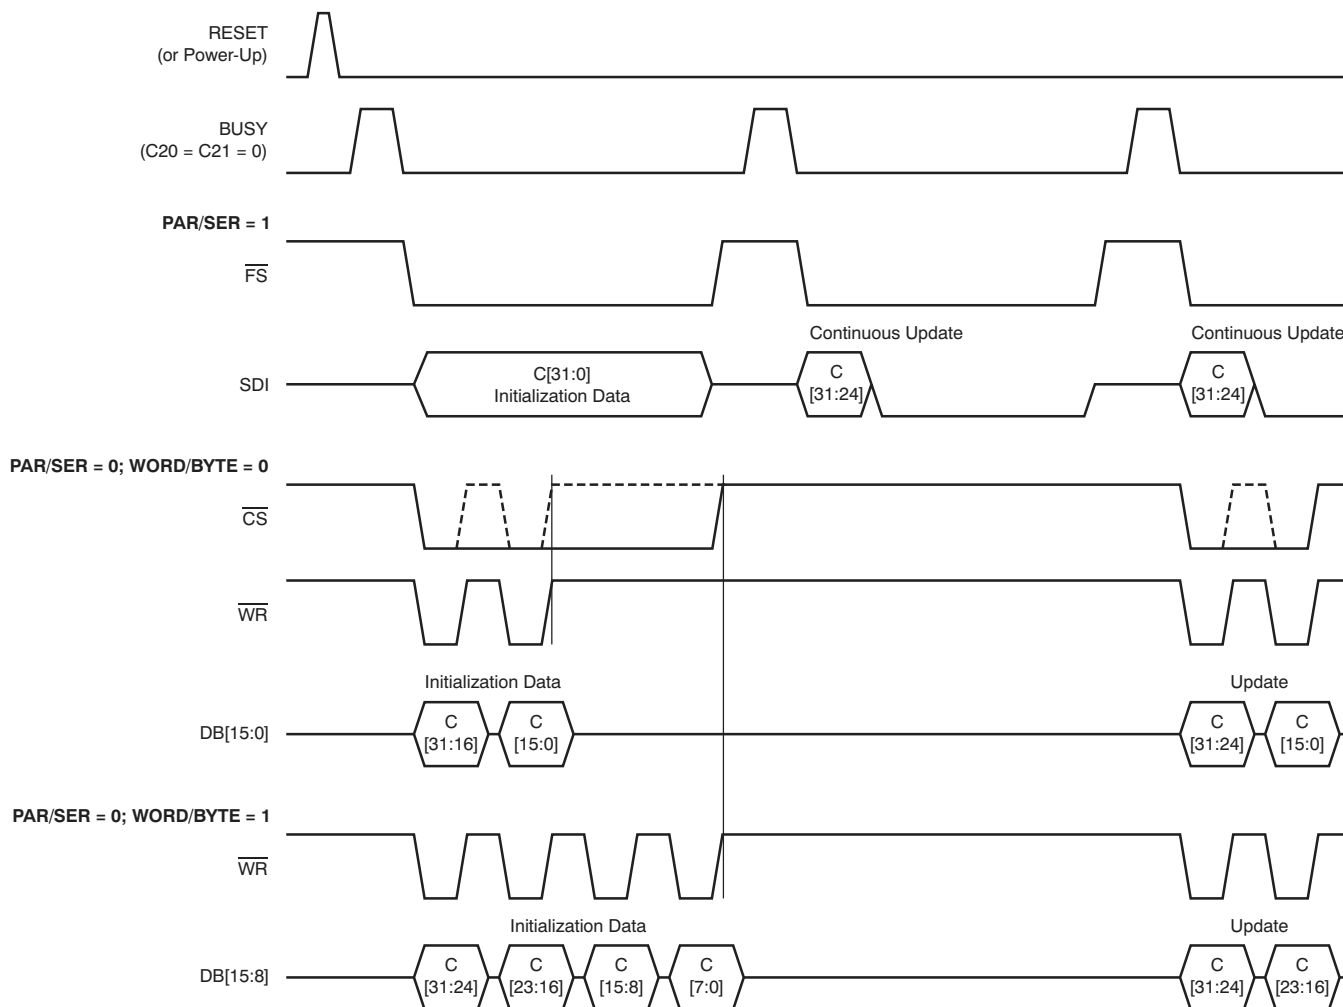 RESET
(or Power-Up)
BUSY
(C20 = C21 = 0)
PAR/SER = 1
FS
Continuous Update
Continuous Update
SDI
C[31:0]
Initialization Data
C
[31:24]
C
[31:24]
PAR/SER = 0; WORD/BYTE = 0
CS
WR
Initialization Data
Update
DB[15:0]
C
[31:16]
C
[15:0]
C
[31:24]
C
[15:0]
PAR/SER = 0; WORD/BYTE = 1
WR
Initialization Data
Update
DB[15:8]
C
[31:24]
C
[23:16]
C
[15:8]
C
[7:0]
C
[31:24]
C
[23:16]